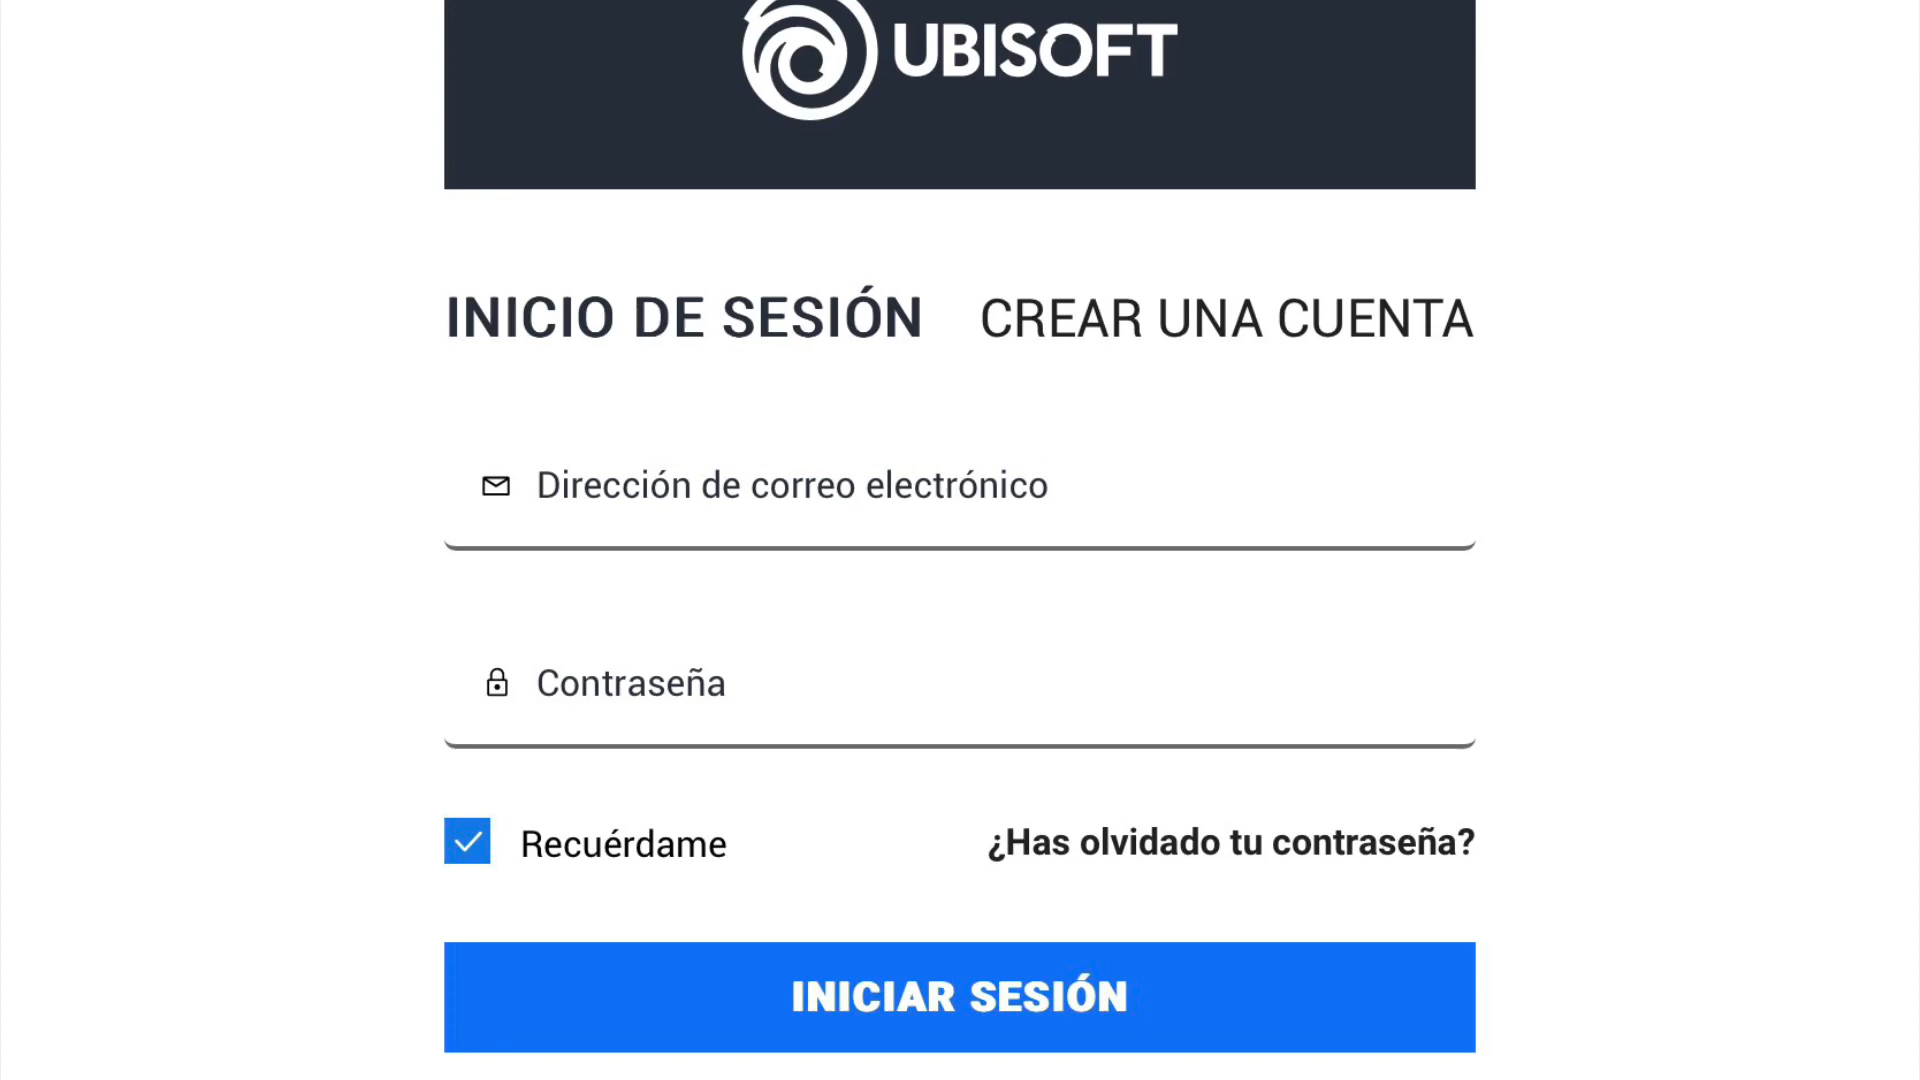 UBISOFT
INICIO DE SESIÓN CREAR UNA CUENTA
Dirección de correo electrónico
Contraseña
Recuérdame ¿Has olvidado tu contraseña?
INICIAR SESIÓN